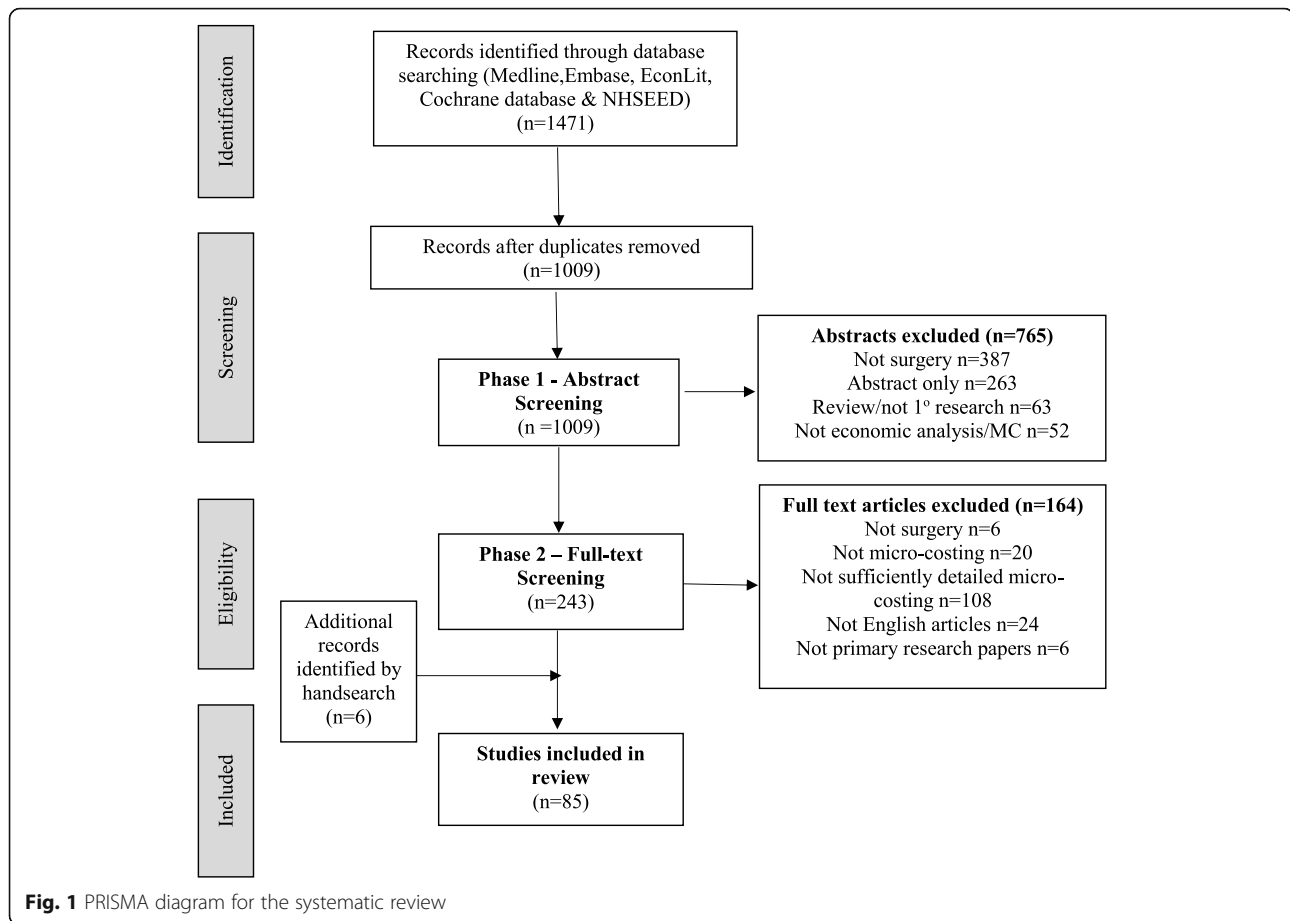 Identification
Records identified through database
searching (Medline,Embase, EconLit,
Cochrane database & NHSEED)
(n=1471)
Screening
Records after duplicates removed
(n=1009)
Phase 1 - Abstract
Screening
(n =1009)
Abstracts excluded (n=765)
Not surgery n=387
Abstract only n=263
Review/not 1º research n=63
Not economic analysis/MC n=52
Eligibility
Phase 2 – Full-text
Screening
(n=243)
Full text articles excluded (n=164)
Not surgery n=6
Not micro-costing n=20
Not sufficiently detailed micro-
costing n=108
Not English articles n=24
Not primary research papers n=6
Additional
records
identified by
handsearch
(n=6)
Included
Studies included in
review
(n=85)
Fig. 1 PRISMA diagram for the systematic review